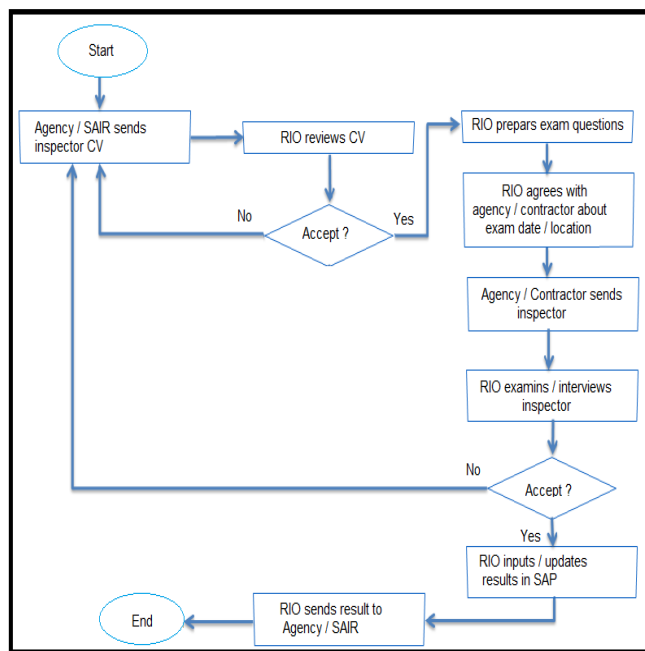 Start
Agency / SAIR sends
inspector CV
RIO reviews CV
Accept ?
No
Yes
RIO prepares exam questions
RIO agrees with
agency / contractor about
exam date / location
Agency / Contractor sends
inspector
RIO examins / interviews
inspector
Accept ?
No
Yes
RIO inputs / updates
results in SAP
RIO sends result to
Agency / SAIR
End